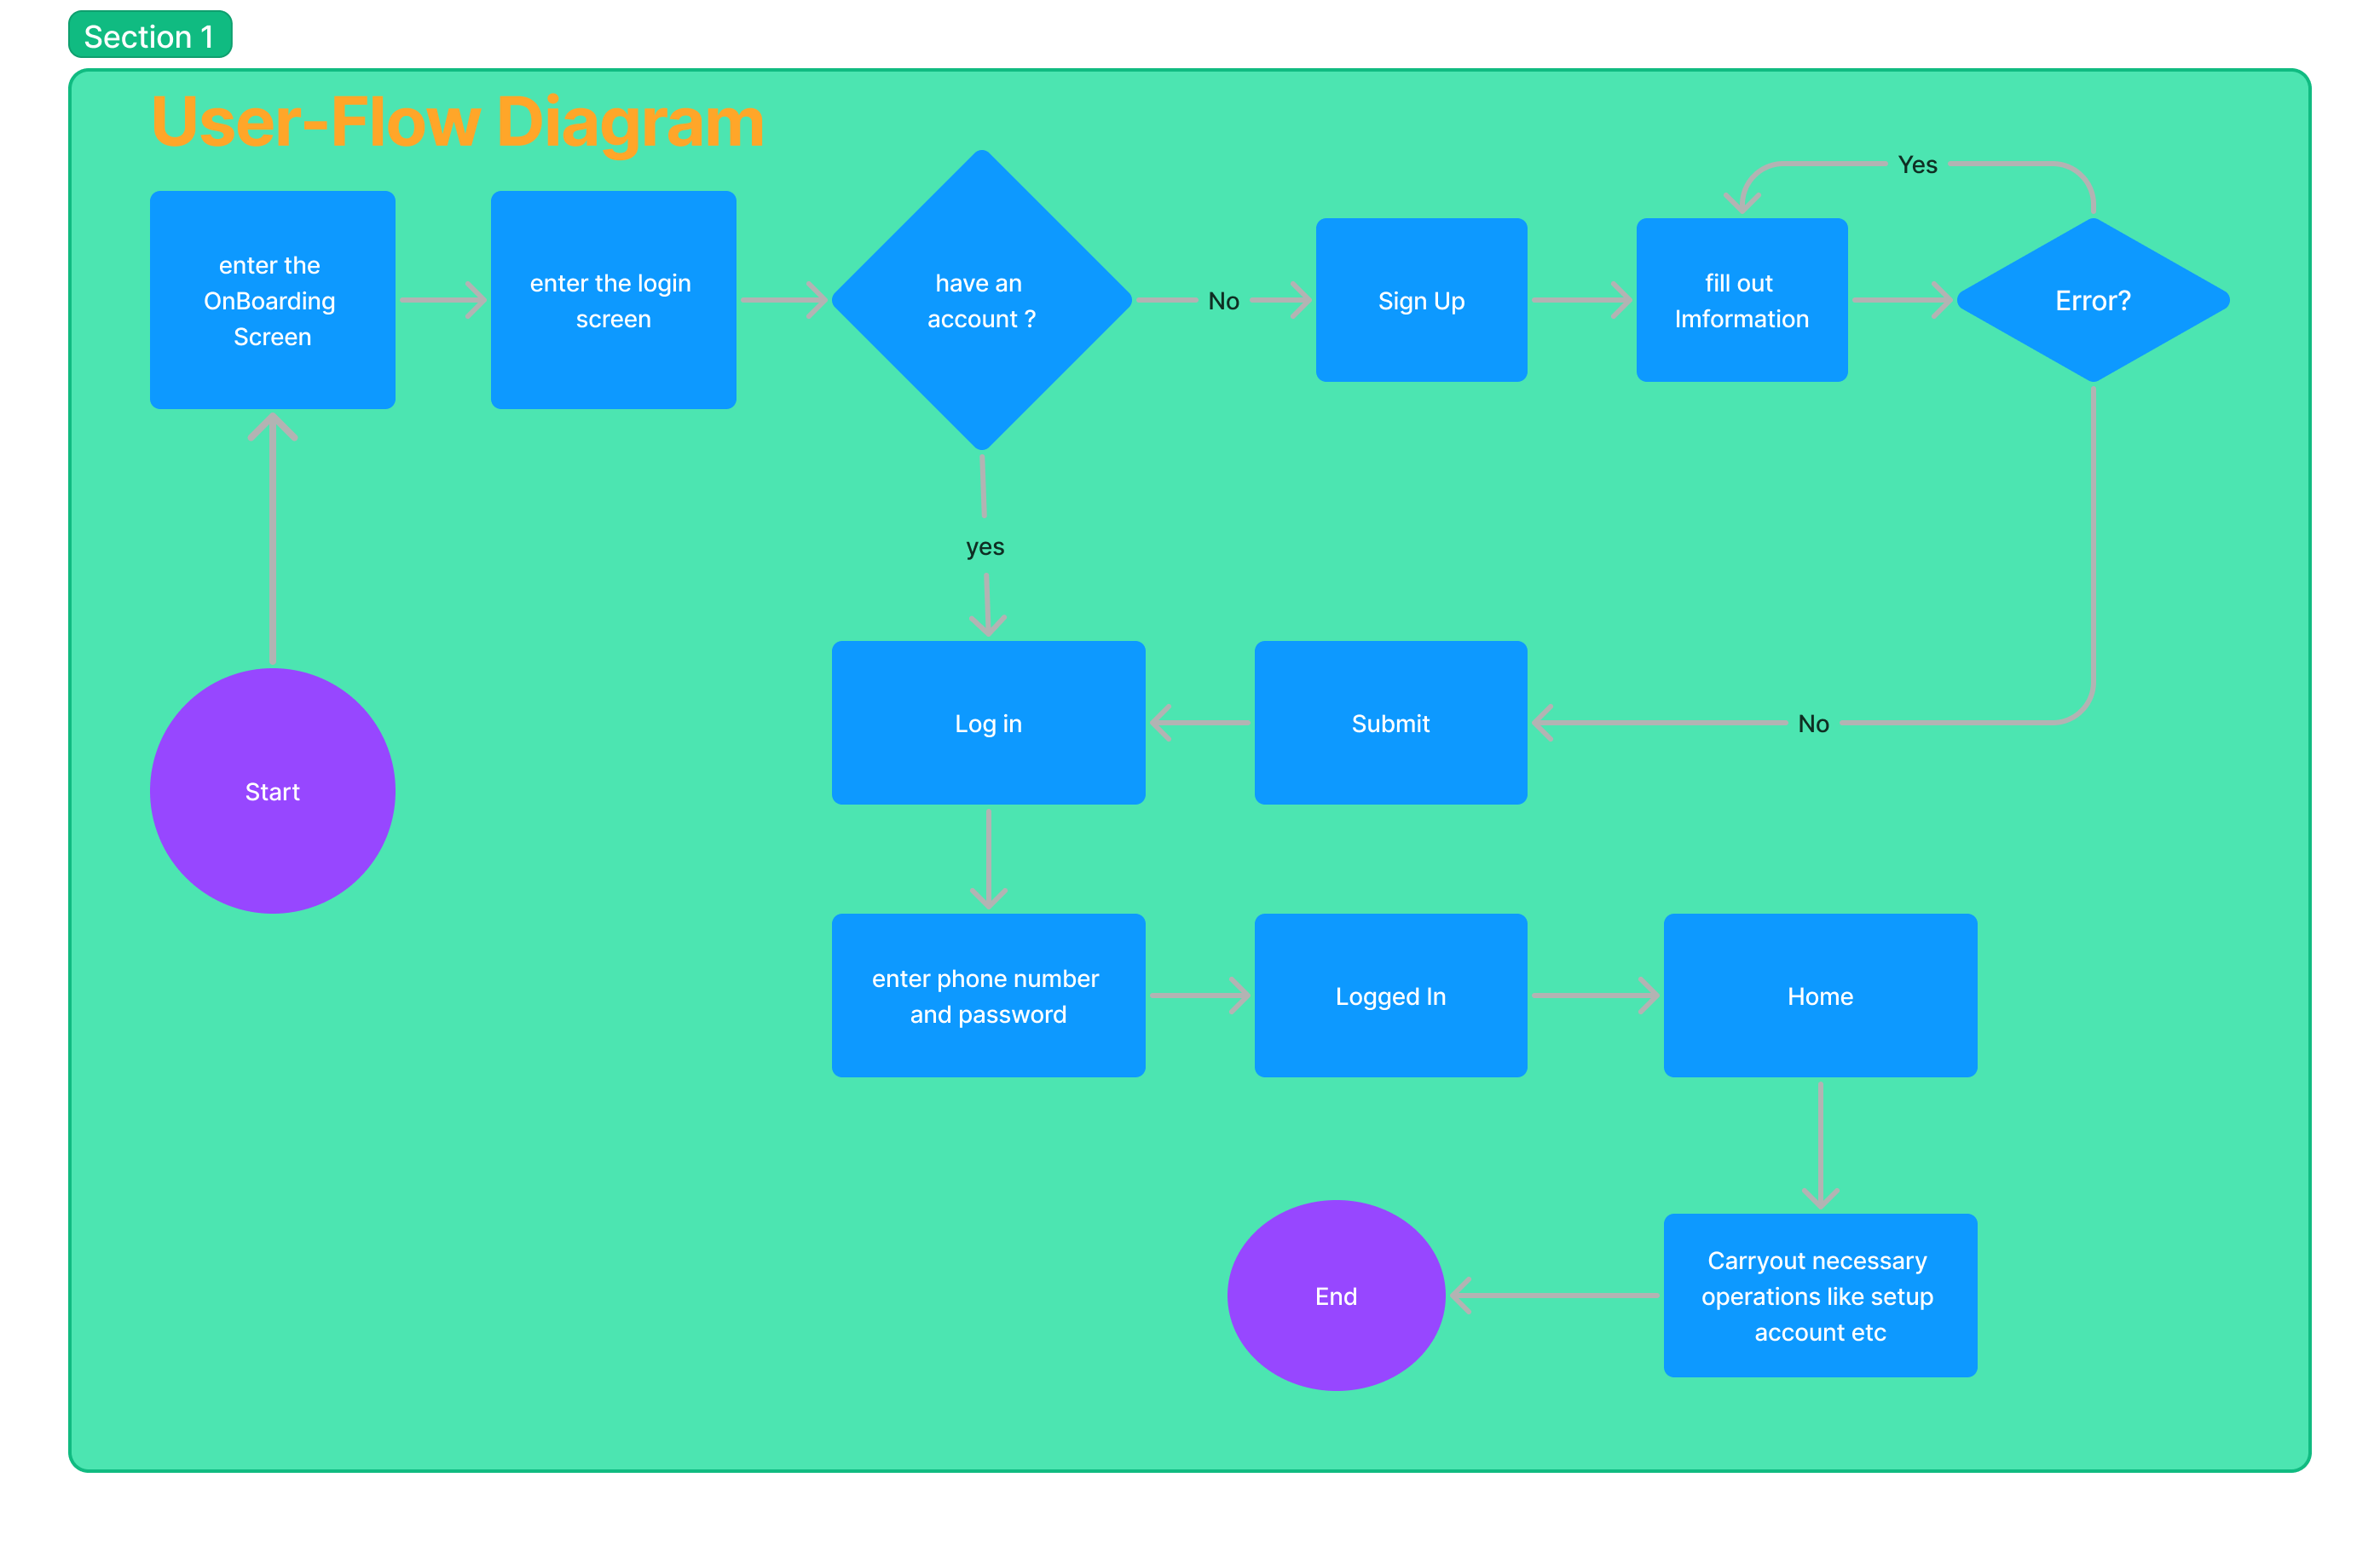 Section 1
User-Flow Diagram
enter the
OnBoarding
Screen
enter the login
screen
have an
account ?
No
Sign Up
fill out
Imformation
Yes
Error?
yes
Log in
Submit
No
Start
enter phone number
and password
Logged In
Home
End
Carryout necessary
operations like setup
account etc